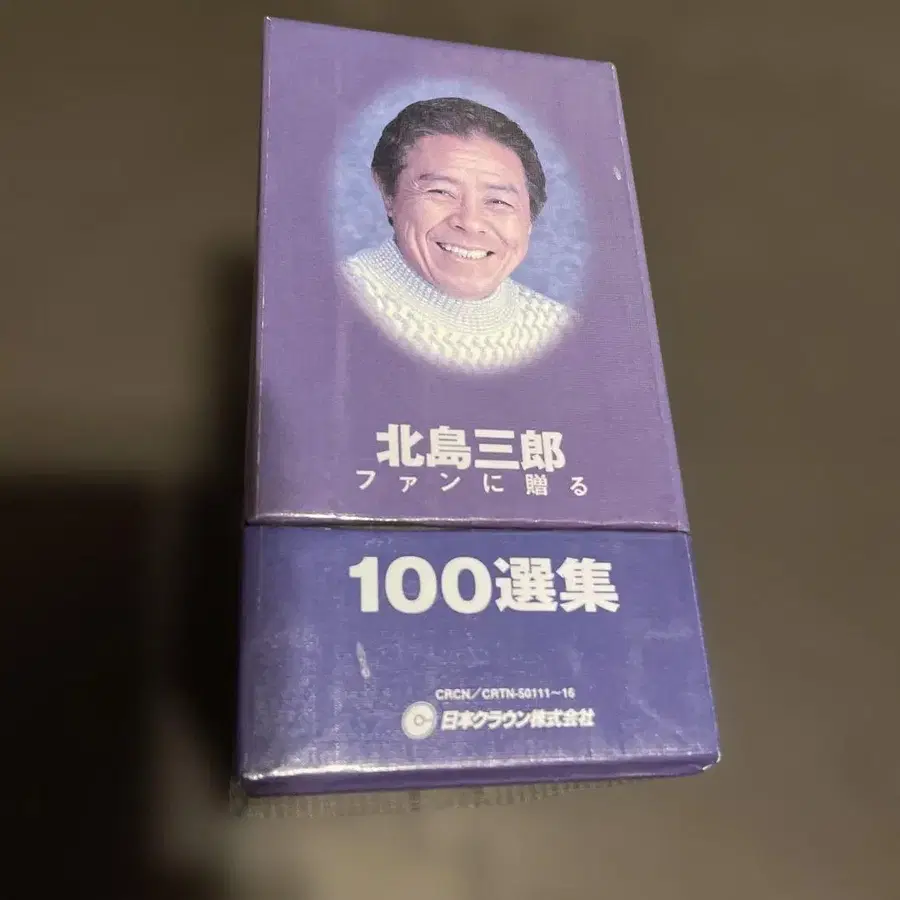 北島三郎
ファンに贈る
100選集
CRCN／CRTN-50111～16
日本クラウン株式会社